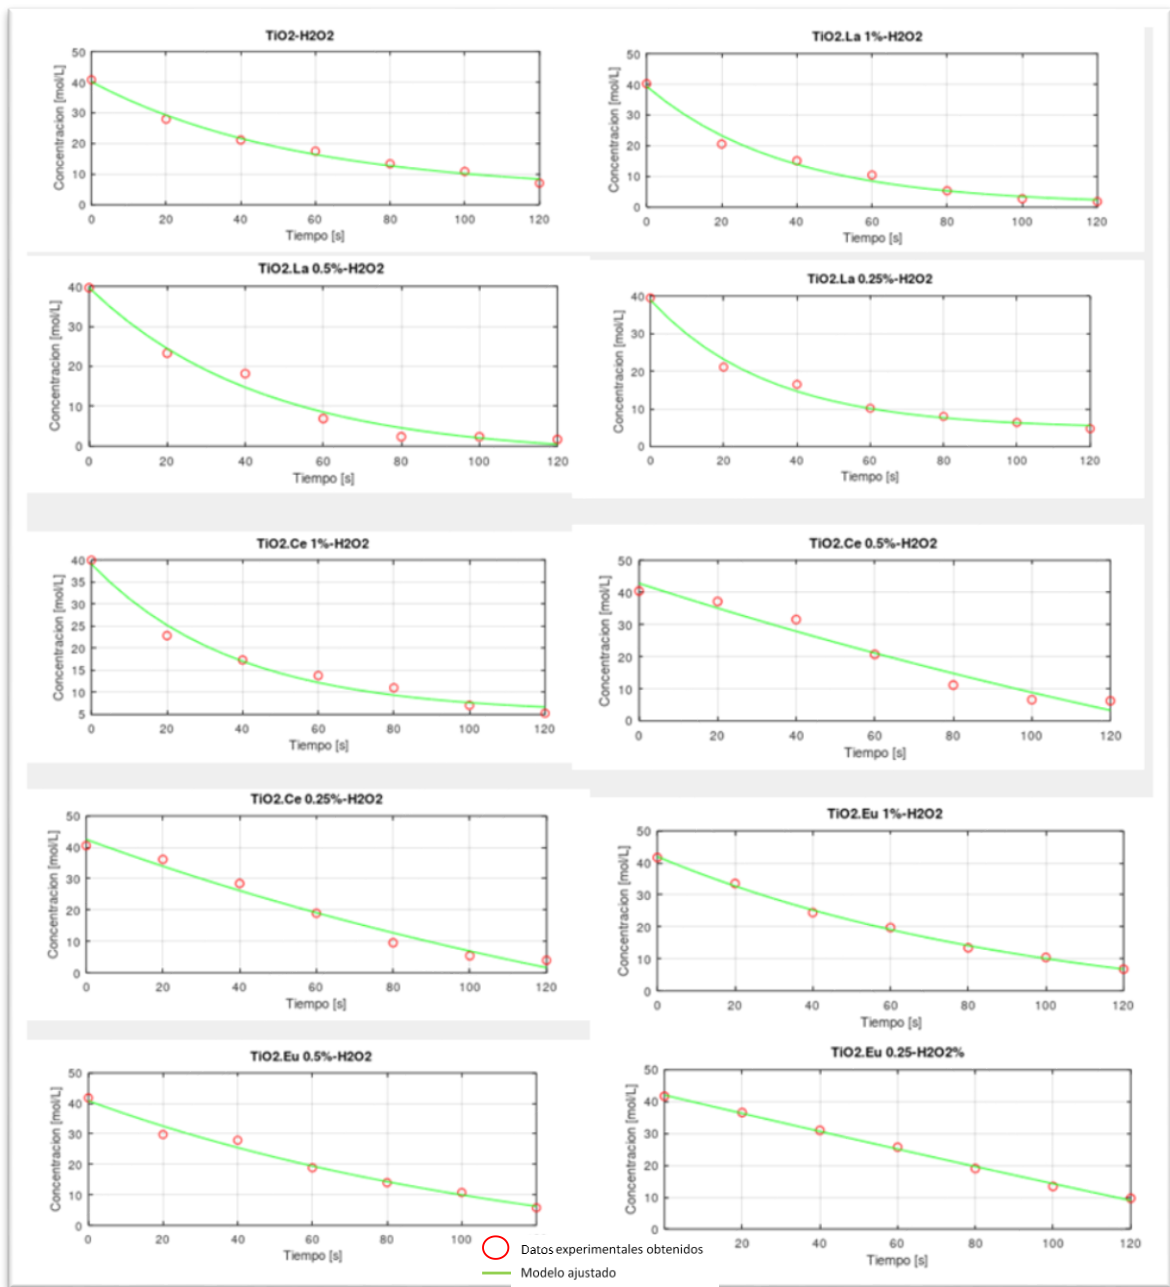 TiO2-H2O2
50
40
30
20
10
0
Concentracion [mol/L]
0 20 40 60 80 100 120
Tiempo [s]
TiO2.La 1%-H2O2
50
40
30
20
10
0
Concentracion [mol/L]
0 20 40 60 80 100 120
Tiempo [s]
TiO2.La 0.5%-H2O2
40
30
20
10
0
Concentracion [mol/L]
0 20 40 60 80 100 120
Tiempo [s]
TiO2.La 0.25%-H2O2
40
30
20
10
0
Concentracion [mol/L]
0 20 40 60 80 100 120
Tiempo [s]
TiO2.Ce 1%-H2O2
40
35
30
25
20
15
10
5
Concentracion [mol/L]
0 20 40 60 80 100 120
Tiempo [s]
TiO2.Ce 0.5%-H2O2
50
40
30
20
10
0
Concentracion [mol/L]
0 20 40 60 80 100 120
Tiempo [s]
TiO2.Ce 0.25%-H2O2
50
40
30
20
10
0
Concentracion [mol/L]
0 20 40 60 80 100 120
Tiempo [s]
TiO2.Eu 1%-H2O2
50
40
30
20
10
0
Concentracion [mol/L]
0 20 40 60 80 100 120
Tiempo [s]
TiO2.Eu 0.5%-H2O2
50
40
30
20
10
0
Concentracion [mol/L]
0 20 40 60 80 100 120
Tiempo [s]
TiO2.Eu 0.25-H2O2%
50
40
30
20
10
0
Concentracion [mol/L]
20 40 60 80 100 120
Tiempo [s]
Datos experimentales obtenidos
Modelo ajustado